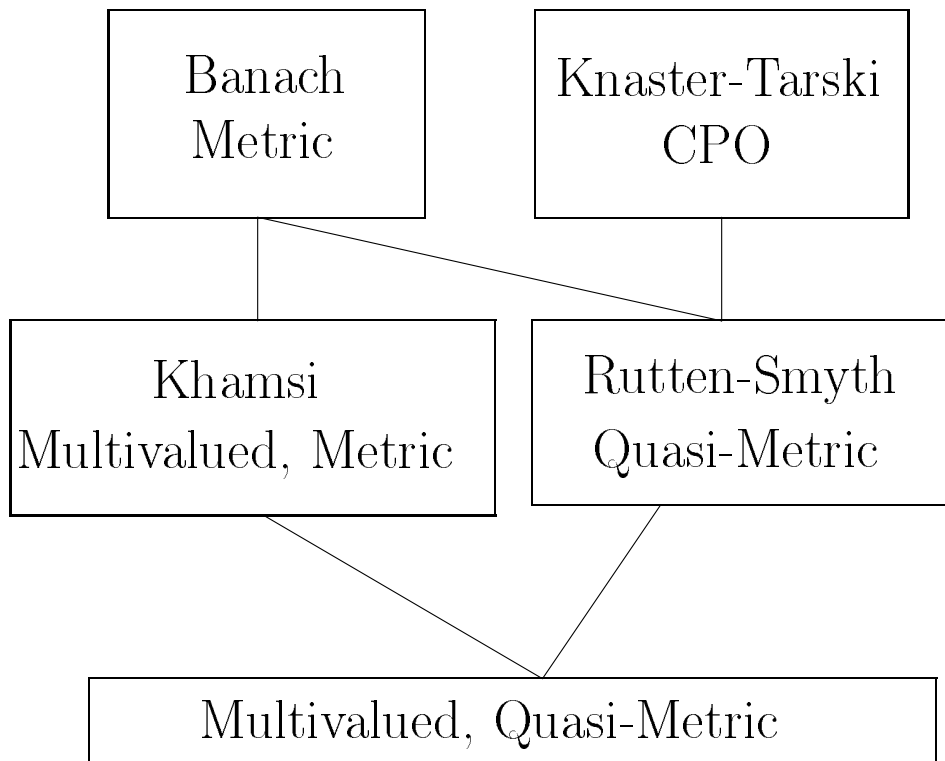 Banach
Metric
Knaster-Tarski
CPO
Khamsi
Multivalued, Metric
Rutten-Smyth
Quasi-Metric
Multivalued, Quasi-Metric